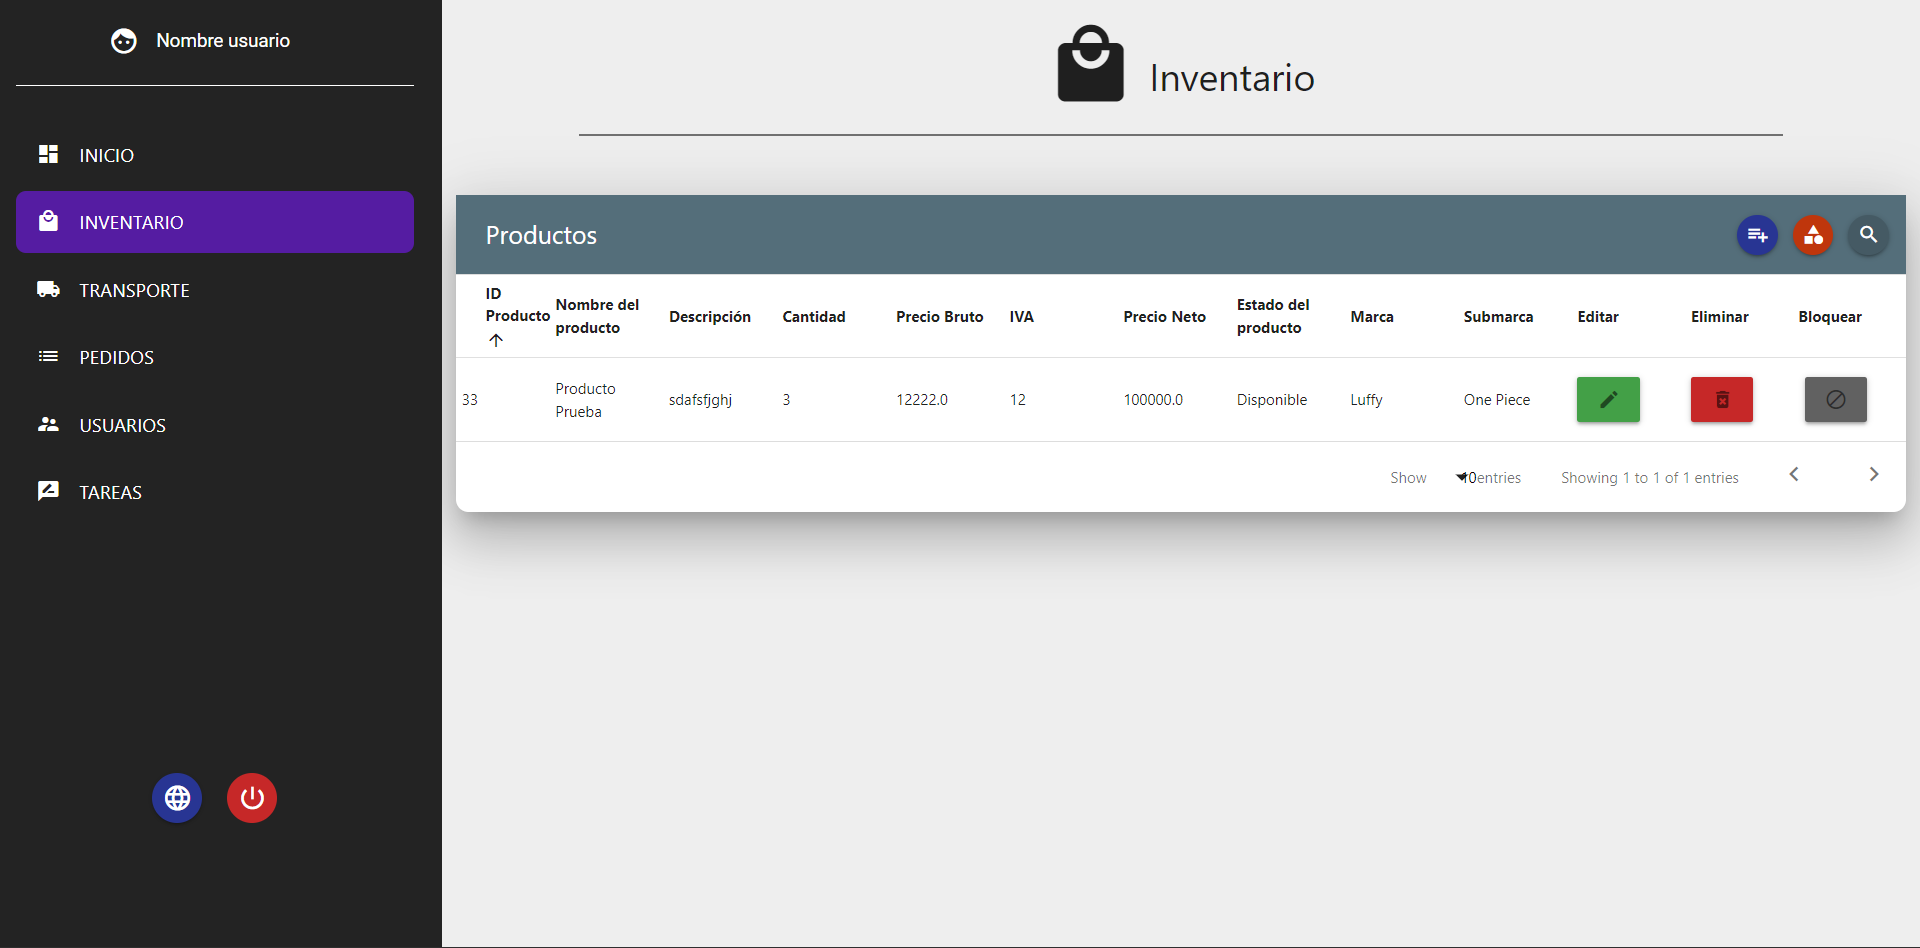 Nombre usuario
INICIO
INVENTARIO
TRANSPORTE
PEDIDOS
USUARIOS
TAREAS
Inventario
Productos
ID Producto
Nombre del producto
Descripción
Cantidad
Precio Bruto
IVA
Precio Neto
Estado del producto
Marca
Submarca
Editar
Eliminar
Bloquear
33
Producto Prueba
sdafsfjghj
3
12222.0
12
100000.0
Disponible
Luffy
One Piece
Show 10 entries
Showing 1 to 1 of 1 entries